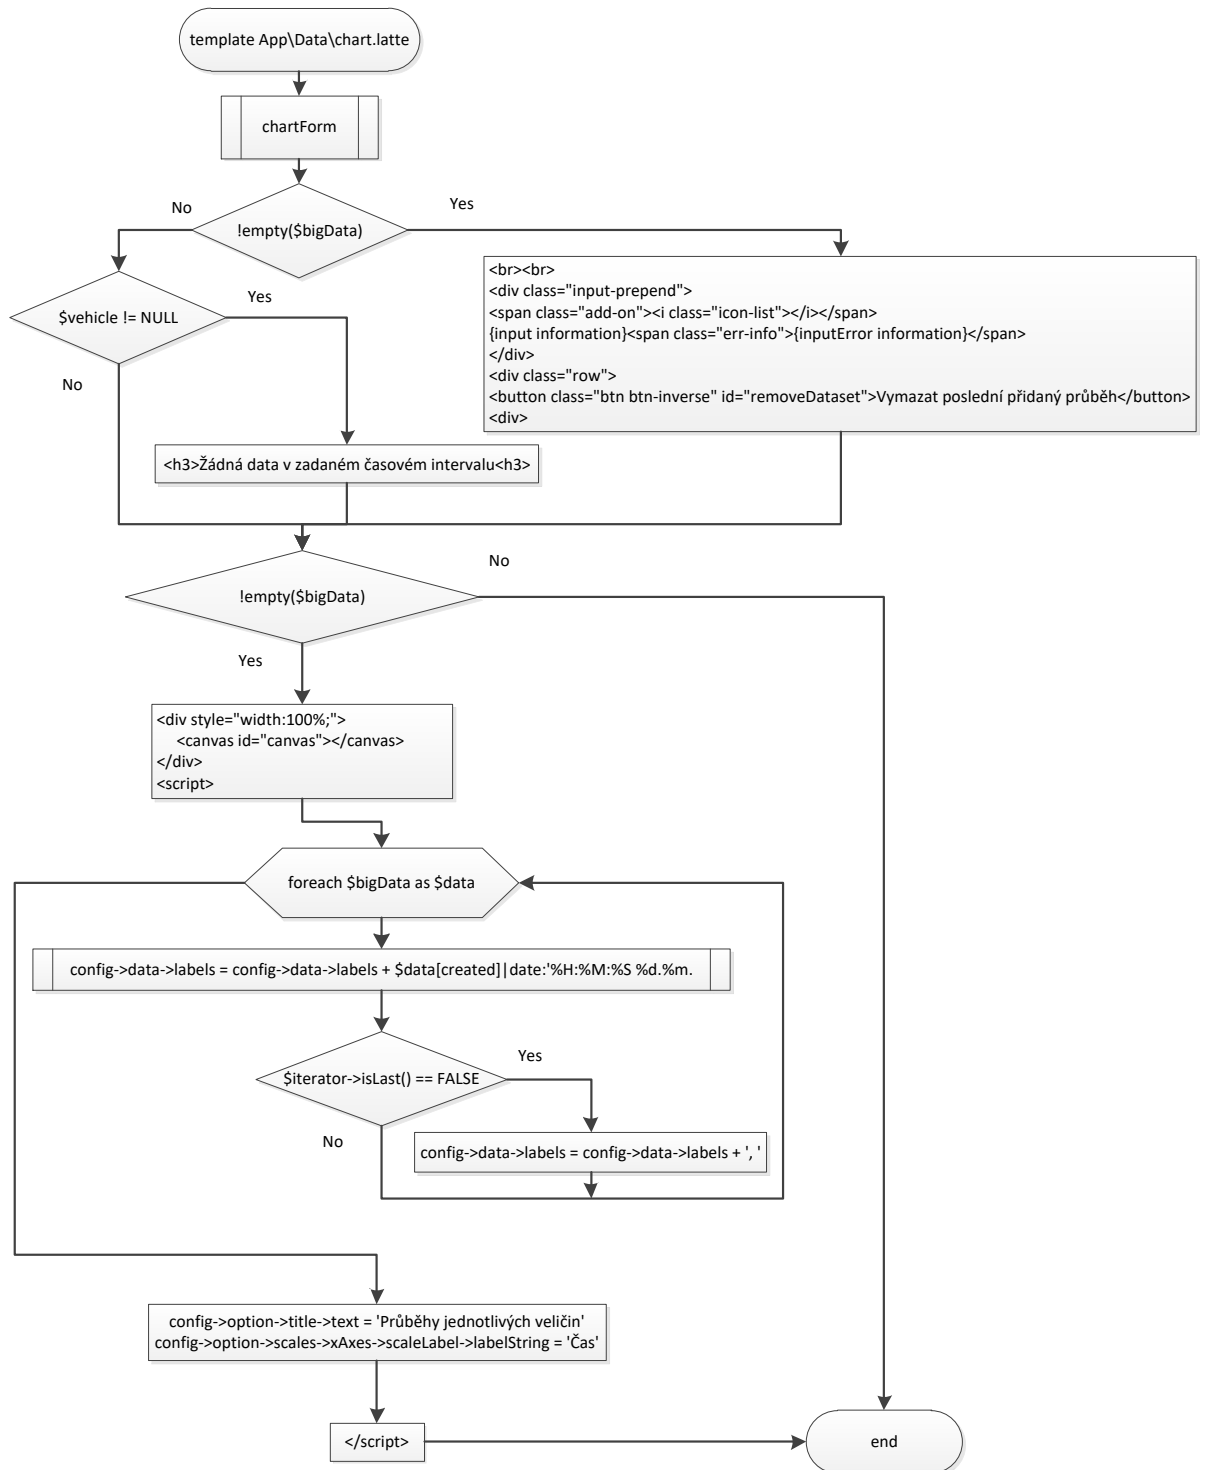 template App\Data\chart.latte
chartForm
No
Yes
!empty($bigData)
$vehicle != NULL
Yes
No
<br><br>
<div class="input-prepend">
<span class="add-on"><i class="icon-list"></i></span>
{input information}<span class="err-info">{inputError information}</span>
</div>
<div class="row">
<button class="btn btn-inverse" id="removeDataset">Vymazat poslední přidaný průběh</button>
<div>
<h3>Žádná data v zadaném časovém intervalu<h3>
No
!empty($bigData)
Yes
<div style="width:100%;">
<canvas id="canvas"></canvas>
</div>
<script>
foreach $bigData as $data
config->data->labels = config->data->labels + $data[created]|date:'%H:%M:%S %d.%m.
Yes
$iterator->isLast() == FALSE
No
config->data->labels = config->data->labels + ', '
config->option->title->text = 'Průběhy jednotlivých veličin'
config->option->scales->xAxes->scaleLabel->labelString = 'Čas'
</script>
end